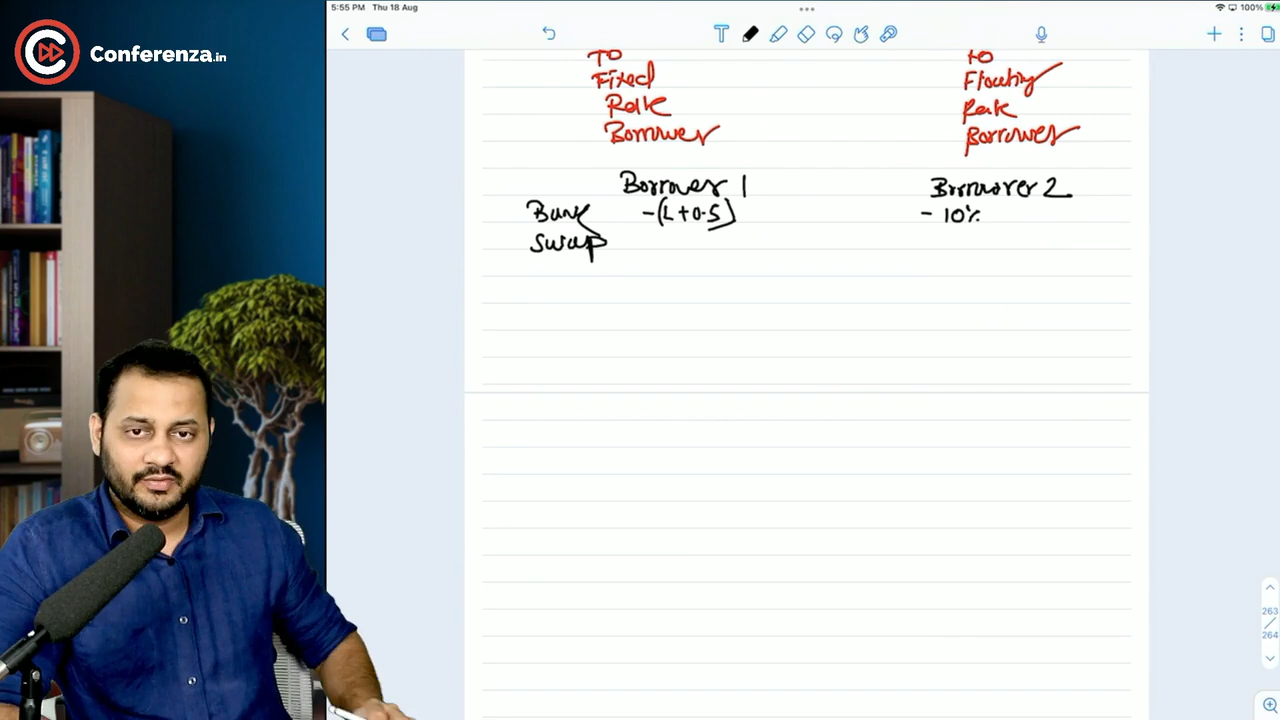 5:55 PM Thu 18 Aug
100%
Conferenza.in
To
Fixed
Rate
Borrower
to
Floating
Rate
Borrower
Borrower 1
Borrower 2
Bank
-(L+0.5)
- 10%
Swap
263
264